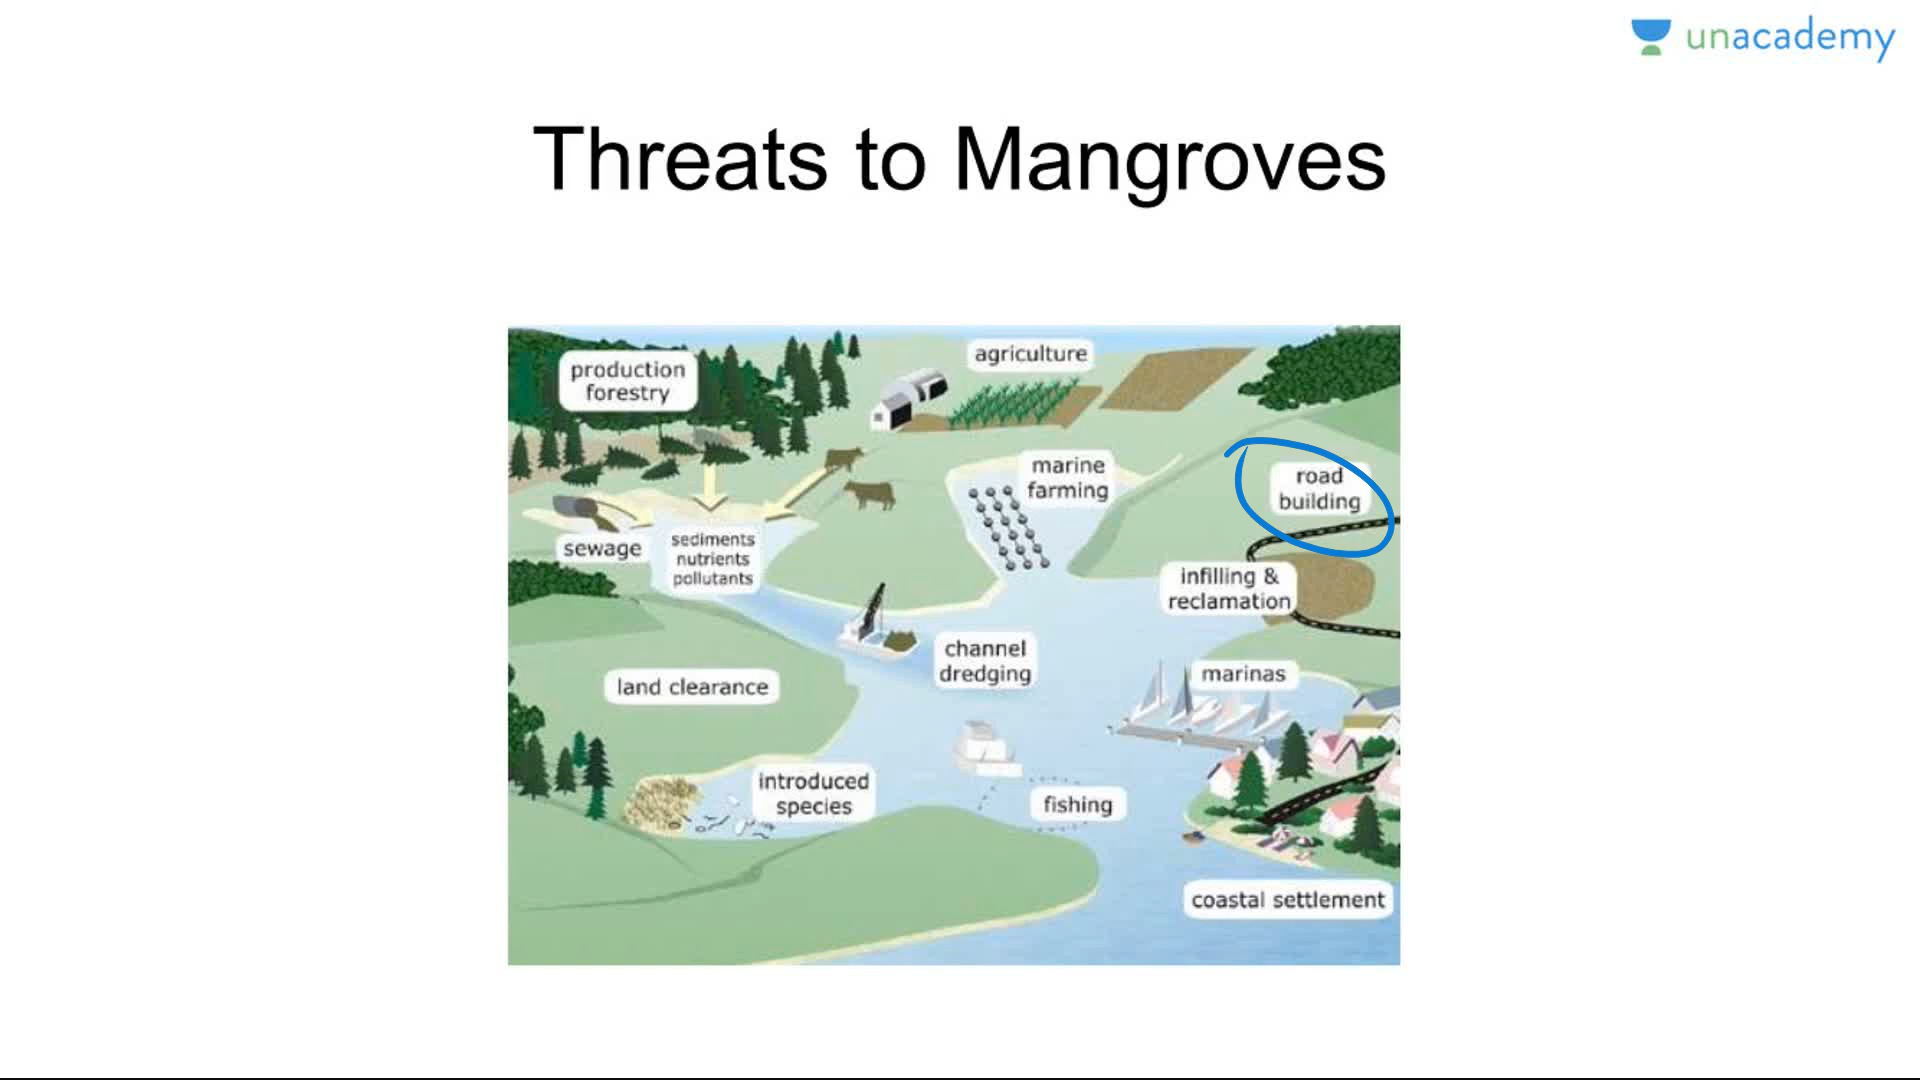 unacademy
Threats to Mangroves
production
forestry
agriculture
marine
farming
road
building
sewage
sediments
nutrients
pollutants
infilling &
reclamation
channel
dredging
land clearance
marinas
introduced
species
fishing
coastal settlement